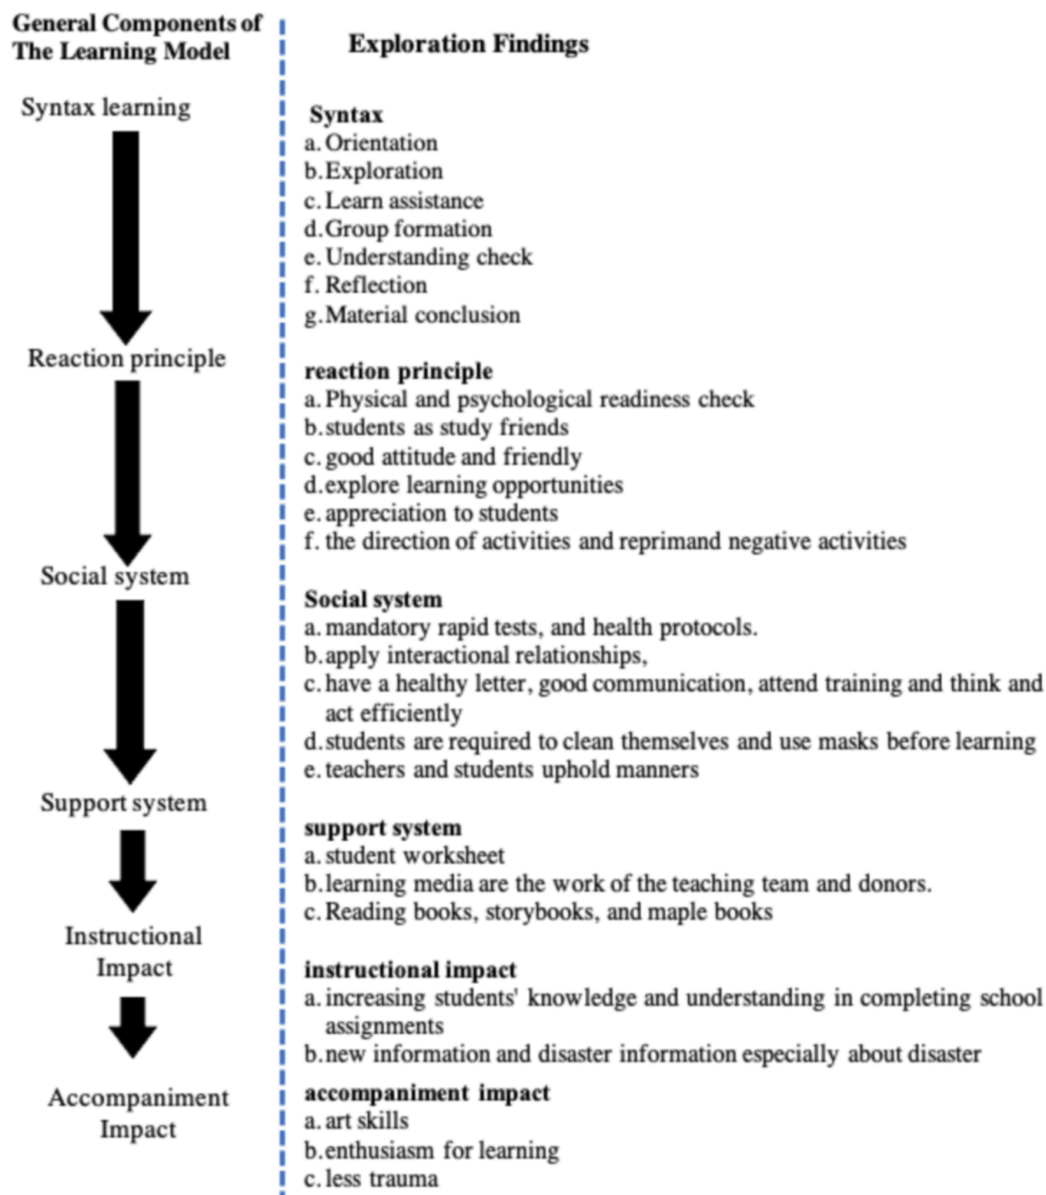 General Components of
The Learning Model
Exploration Findings
Syntax learning
Syntax
a. Orientation
b. Exploration
c. Learn assistance
d. Group formation
e. Understanding check
f. Reflection
g. Material conclusion
Reaction principle
reaction principle
a. Physical and psychological readiness check
b. students as study friends
c. good attitude and friendly
d. explore learning opportunities
e. appreciation to students
f. the direction of activities and reprimand negative activities
Social system
Social system
a. mandatory rapid tests, and health protocols.
b. apply interactional relationships,
c. have a healthy letter, good communication, attend training and think and
act efficiently
d. students are required to clean themselves and use masks before learning
e. teachers and students uphold manners
Support system
support system
a. student worksheet
b. learning media are the work of the teaching team and donors.
c. Reading books, storybooks, and maple books
Instructional
Impact
instructional impact
a. increasing students' knowledge and understanding in completing school
assignments
b. new information and disaster information especially about disaster
Accompaniment
Impact
accompaniment impact
a. art skills
b. enthusiasm for learning
c. less trauma